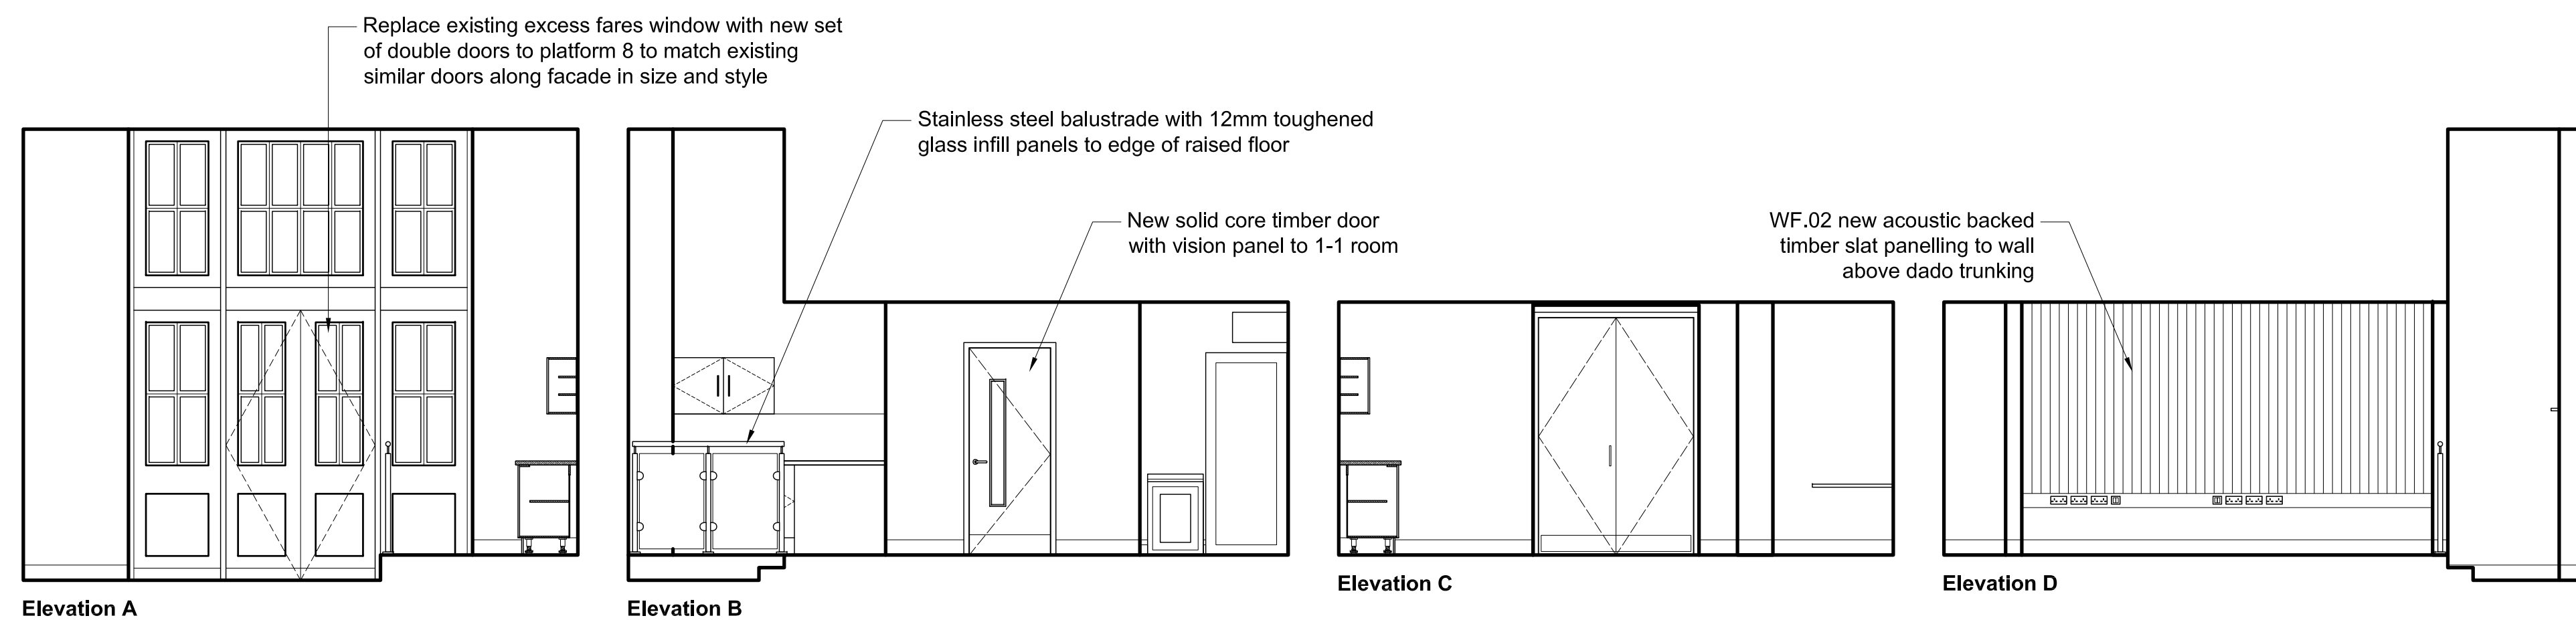 Replace existing excess fares window with new set
of double doors to platform 8 to match existing
similar doors along facade in size and style
Stainless steel balustrade with 12mm toughened
glass infill panels to edge of raised floor
New solid core timber door
with vision panel to 1-1 room
WF.02 new acoustic backed
timber slat panelling to wall
above dado trunking
Elevation A
Elevation B
Elevation C
Elevation D